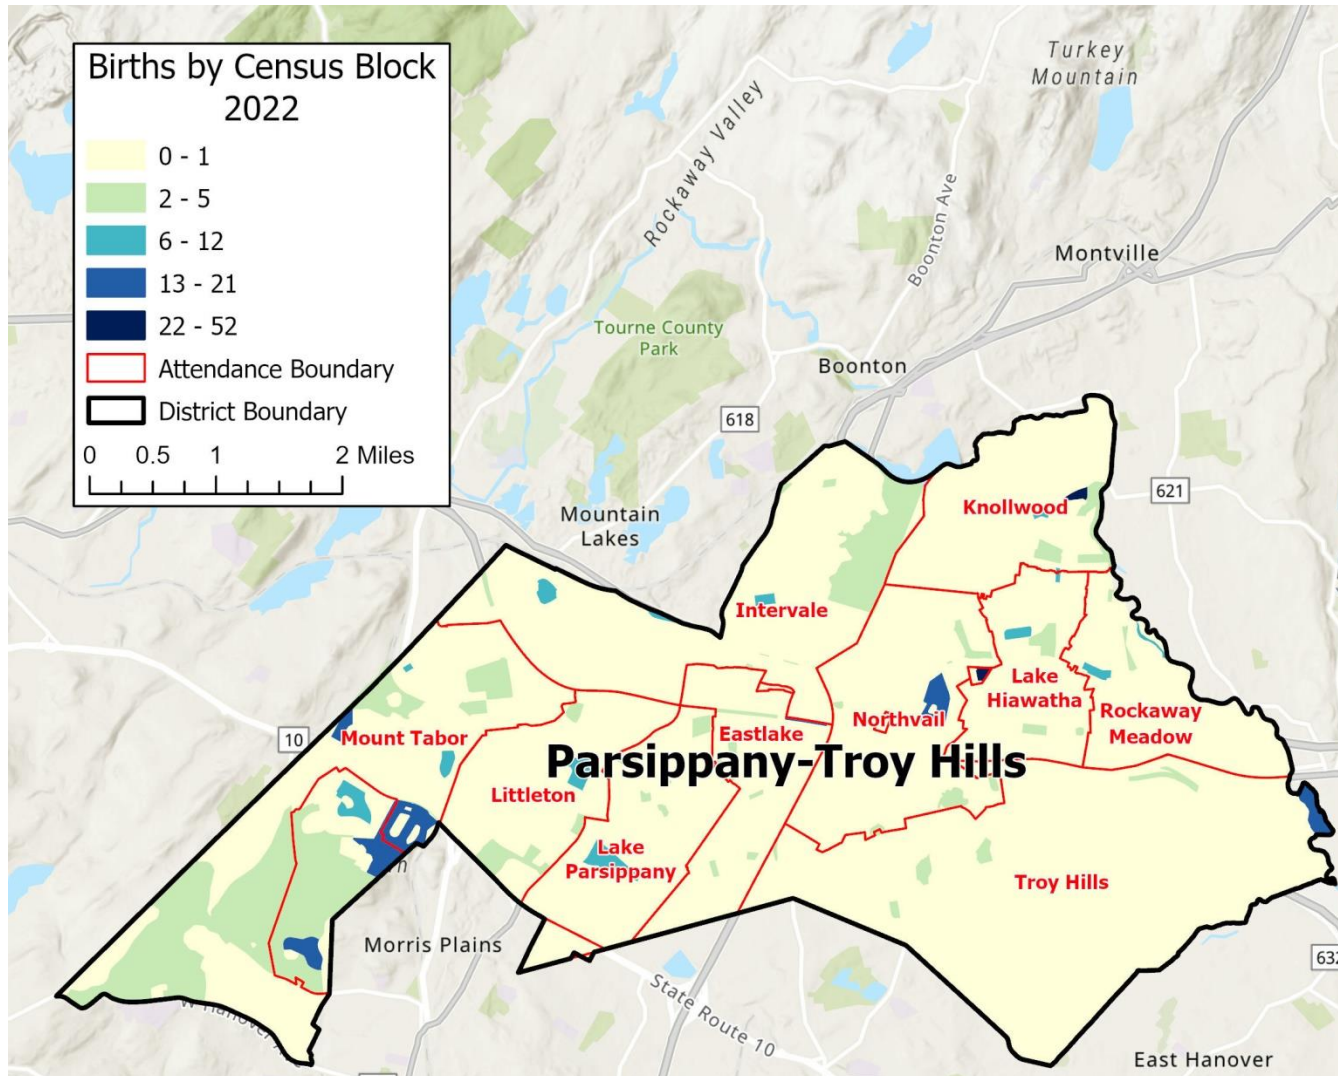 Births by Census Block
2022
0 - 1
2 - 5
6 - 12
13 - 21
22 - 52
Attendance Boundary
District Boundary
0 0.5 1 2 Miles
Turkey
Mountain
Rockaway Valley
Boonton Ave
Montville
Tourne County
Park
Boonton
618
621
Knollwood
Mountain
Lakes
Intervale
Lake
Hiawatha
Rockaway
Meadow
Northvail
Eastlake
10
Mount Tabor
Parsippany-Troy Hills
Littleton
Lake
Parsippany
Troy Hills
Morris Plains
632
State Route 10
W Hanover A
East Hanover